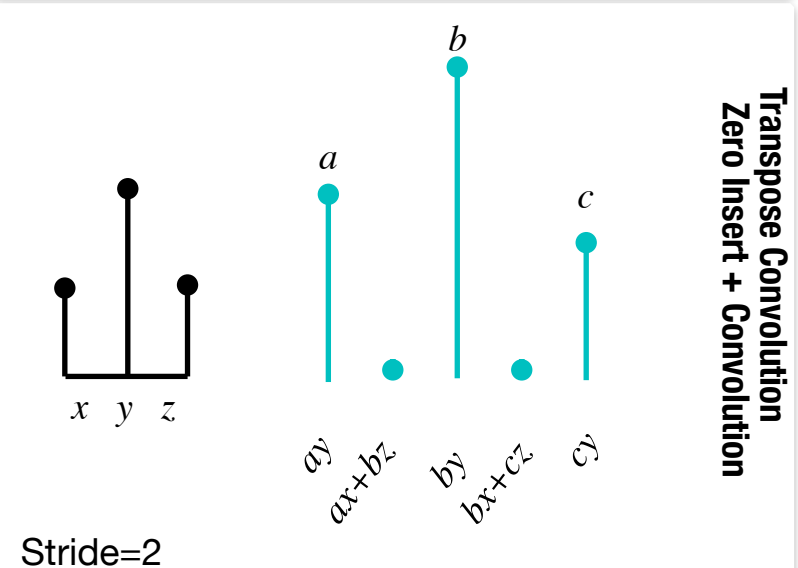 b
a
c
x y z
ay
ax+bz
by
bx+cz
cy
Stride=2
Transpose Convolution
Zero Insert + Convolution